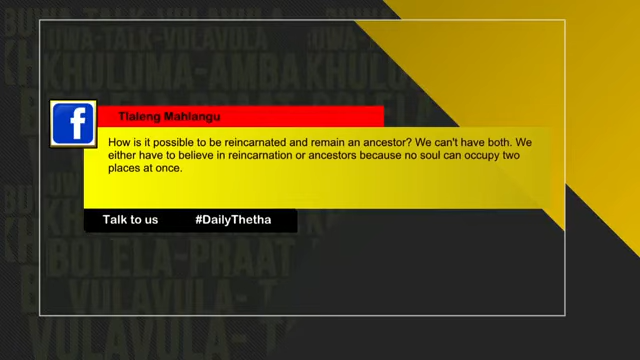 BUWA-TALK-VULAVULA
KHULUMA-AMBA
Tlaleng Mahlangu
How is it possible to be reincarnated and remain an ancestor? We can't have both. We
either have to believe in reincarnation or ancestors because no soul can occupy two
places at once.
Talk to us #DailyThetha
BOLELA-PRAAT
VULAVULA-
VULAVULA-